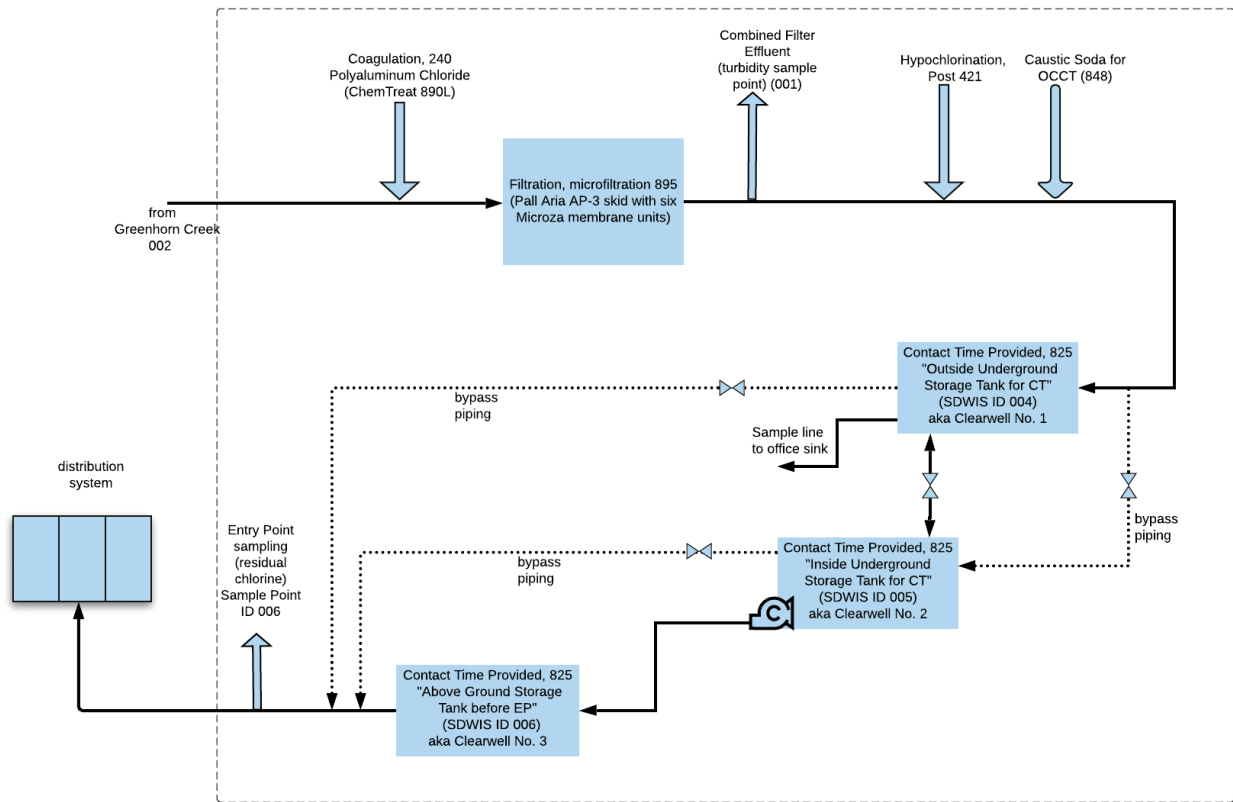 Coagulation, 240
Polyaluminum Chloride
(ChemTreat 890L)
Combined Filter
Effluent
(turbidity sample
point) (001)
Hypochlorination,
Post 421
Caustic Soda for
OCCT (848)
from
Greenhorn Creek
002
Filtration, microfiltration 895
(Pall Aria AP-3 skid with six
Microza membrane units)
Contact Time Provided, 825
"Outside Underground
Storage Tank for CT"
(SDWIS ID 004)
aka Clearwell No. 1
bypass
piping
Sample line
to office sink
distribution
system
Entry Point
sampling
(residual
chlorine)
Sample Point
ID 006
bypass
piping
bypass
piping
Contact Time Provided, 825
"Inside Underground
Storage Tank for CT"
(SDWIS ID 005)
aka Clearwell No. 2
C
Contact Time Provided, 825
"Above Ground Storage
Tank before EP"
(SDWIS ID 006)
aka Clearwell No. 3